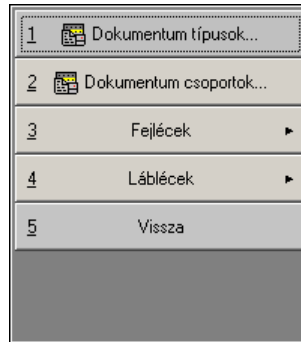 1 Dokumentum típusok...
2 Dokumentum csoportok...
3 Fejlécek
4 Láblécek
5 Vissza